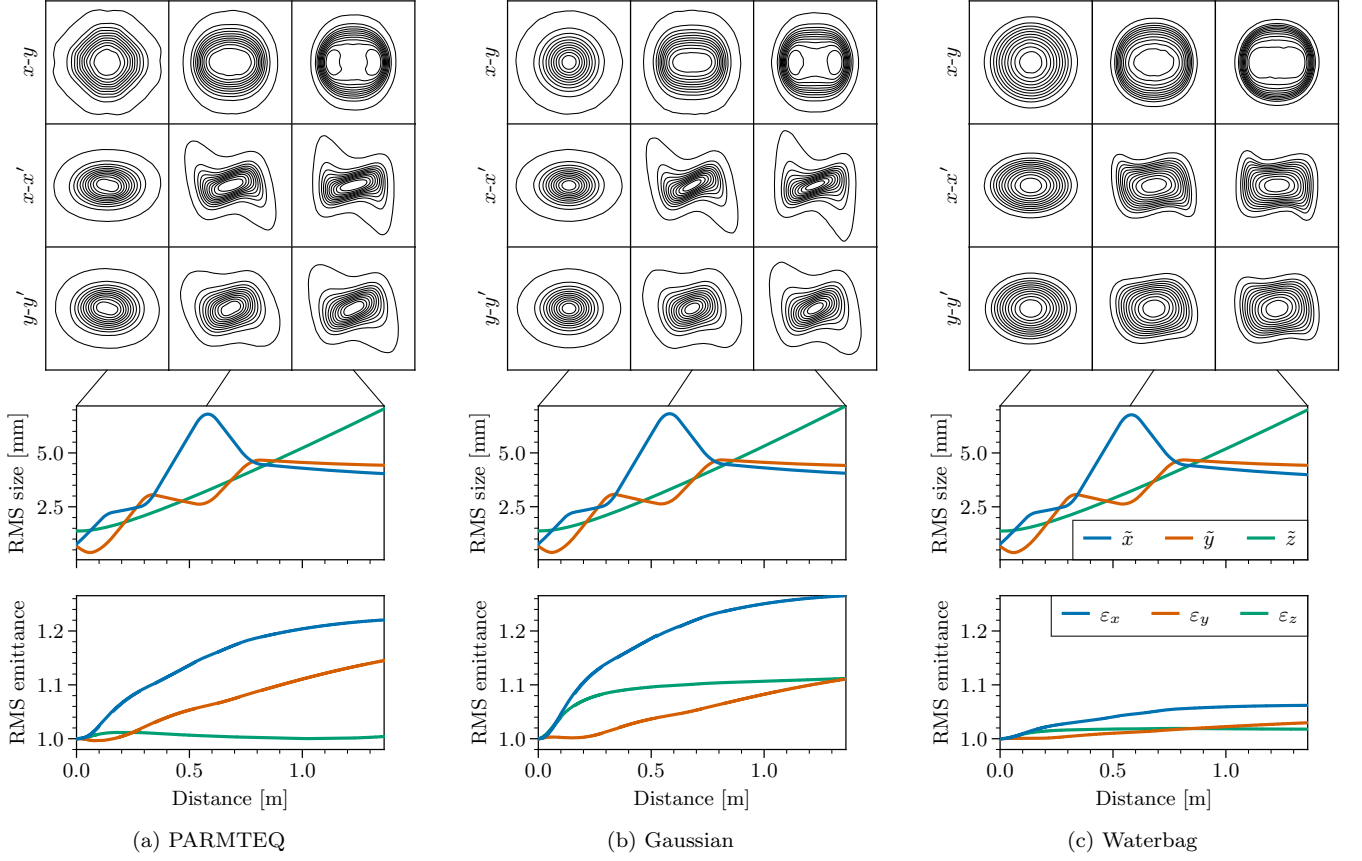 x-y
x-x′
y-y′
x-y
x-x′
y-y′
x-y
x-x′
y-y′
RMS size [mm]
5.0
2.5
RMS size [mm]
5.0
2.5
RMS size [mm]
5.0
2.5
x̃ ỹ z̃
RMS emittance
1.2
1.1
1.0
0.0 0.5 1.0
Distance [m]
RMS emittance
1.2
1.1
1.0
0.0 0.5 1.0
Distance [m]
RMS emittance
1.2
1.1
1.0
εx εy εz
0.0 0.5 1.0
Distance [m]
(a) PARMTEQ
(b) Gaussian
(c) Waterbag